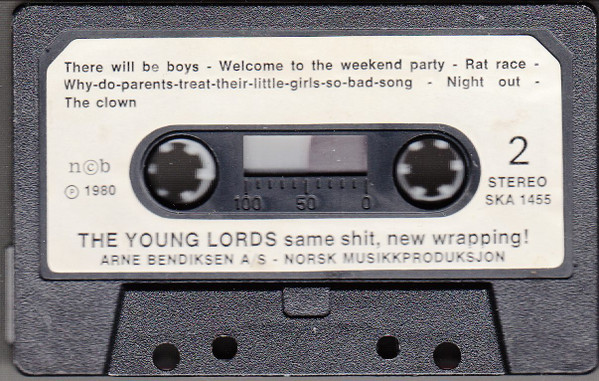 There will be boys - Welcome to the weekend party - Rat race -
Why-do-parents-treat-their-little-girls-so-bad-song - Night out -
The clown
n©b
℗ 1980
2
STEREO
SKA 1455
100 50 0
THE YOUNG LORDS same shit, new wrapping!
ARNE BENDIKSEN A/S - NORSK MUSIKKPRODUKSJON